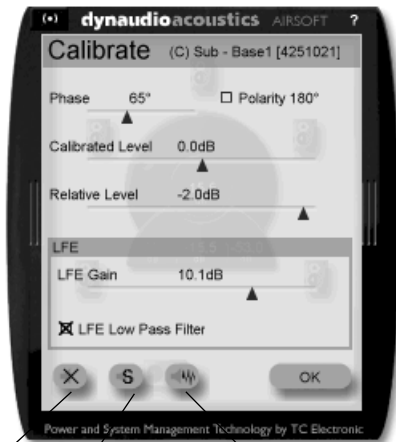 dynaudioacoustics AIRSOFT ?
Calibrate (C) Sub - Base1 [4251021]
Phase 65° Polarity 180°
Calibrated Level 0.0dB
Relative Level -2.0dB
LFE
LFE Gain 10.1dB
LFE Low Pass Filter
S OK
Power and System Management Technology by TC Electronic